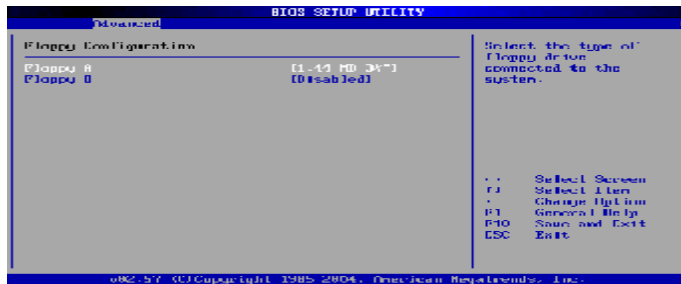 BIOS SETUP UTILITY
Advanced
Floppy Configuration
Floppy A [1.44 MB 3½"]
Floppy B [Disabled]
Select the type of
floppy drive
connected to the
system.
Select Screen
↑↓ Select Item
Change Option
F1 General Help
F10 Save and Exit
ESC Exit
v02.57 (C)Copyright 1985-2004, American Megatrends, Inc.